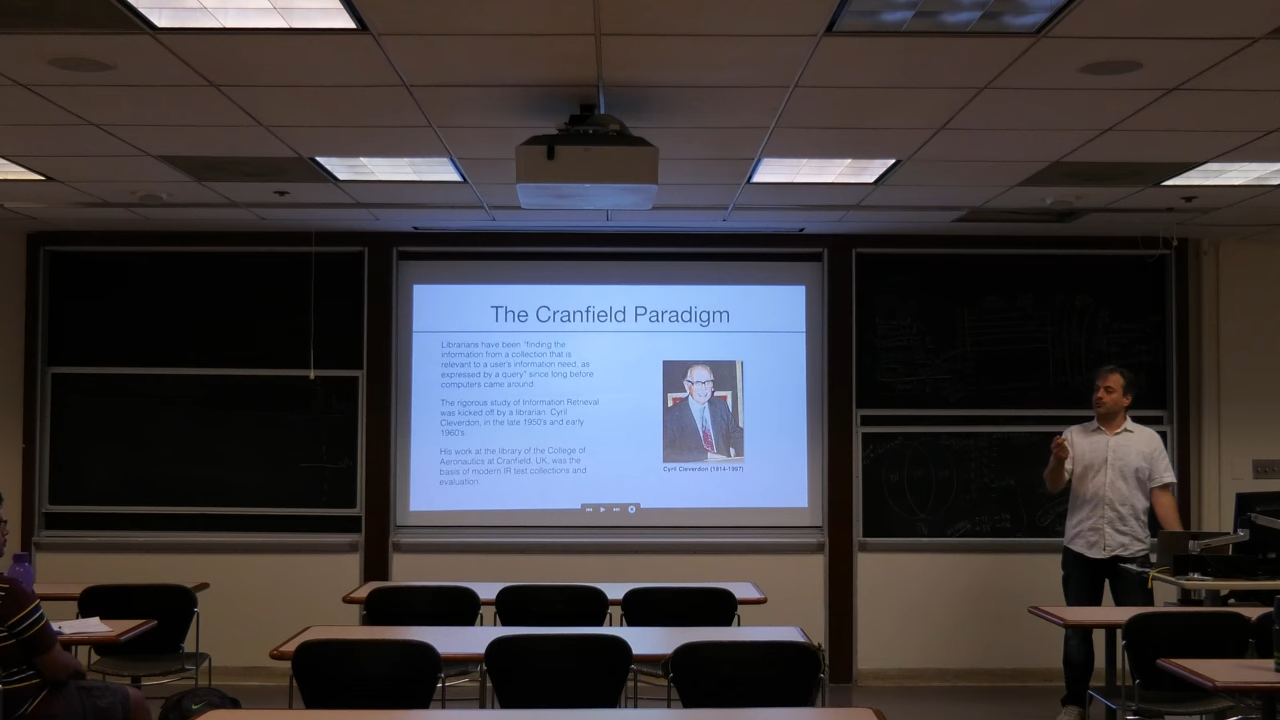 The Cranfield Paradigm
Librarians have been "finding the
information from a collection that is
relevant to a user's information need, as
expressed by a query" since long before
computers came around.
The rigorous study of Information Retrieval
was kicked off by a librarian: Cyril
Cleverdon, in the late 1950's and early
1960's.
His work at the library of the College of
Aeronautics at Cranfield, UK, was the
basis of modern IR test collections and
evaluation.
Cyril Cleverdon (1914-1997)